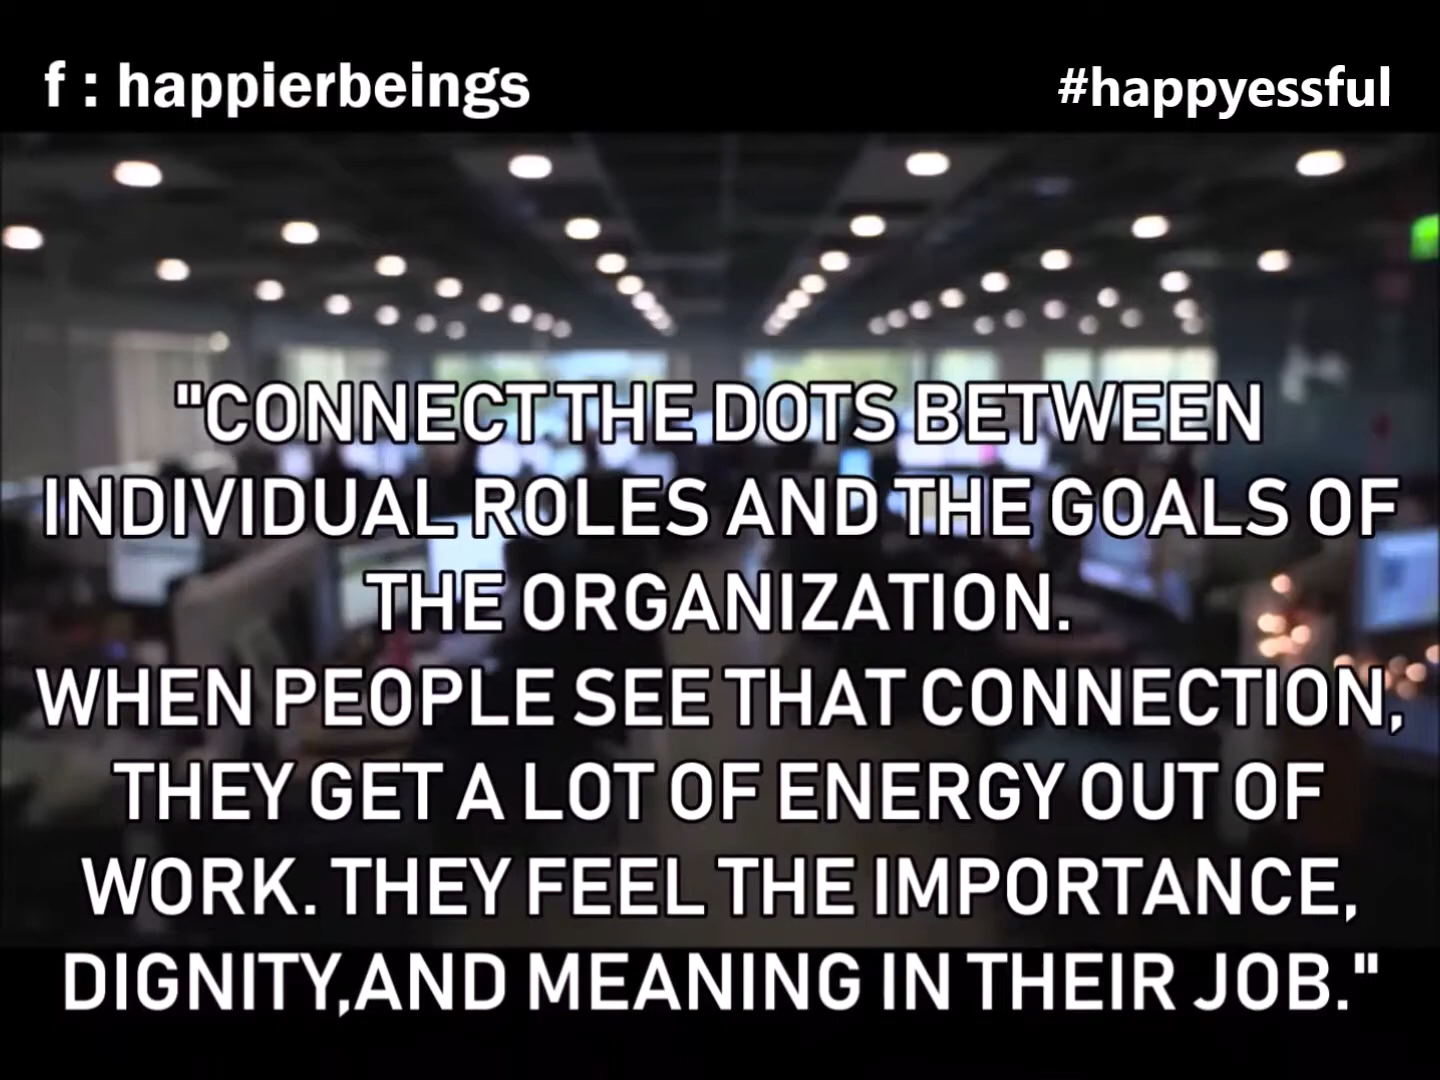 f : happierbeings
#happyessful
"CONNECT THE DOTS BETWEEN
INDIVIDUAL ROLES AND THE GOALS OF
THE ORGANIZATION.
WHEN PEOPLE SEE THAT CONNECTION,
THEY GET A LOT OF ENERGY OUT OF
WORK. THEY FEEL THE IMPORTANCE,
DIGNITY,AND MEANING IN THEIR JOB."